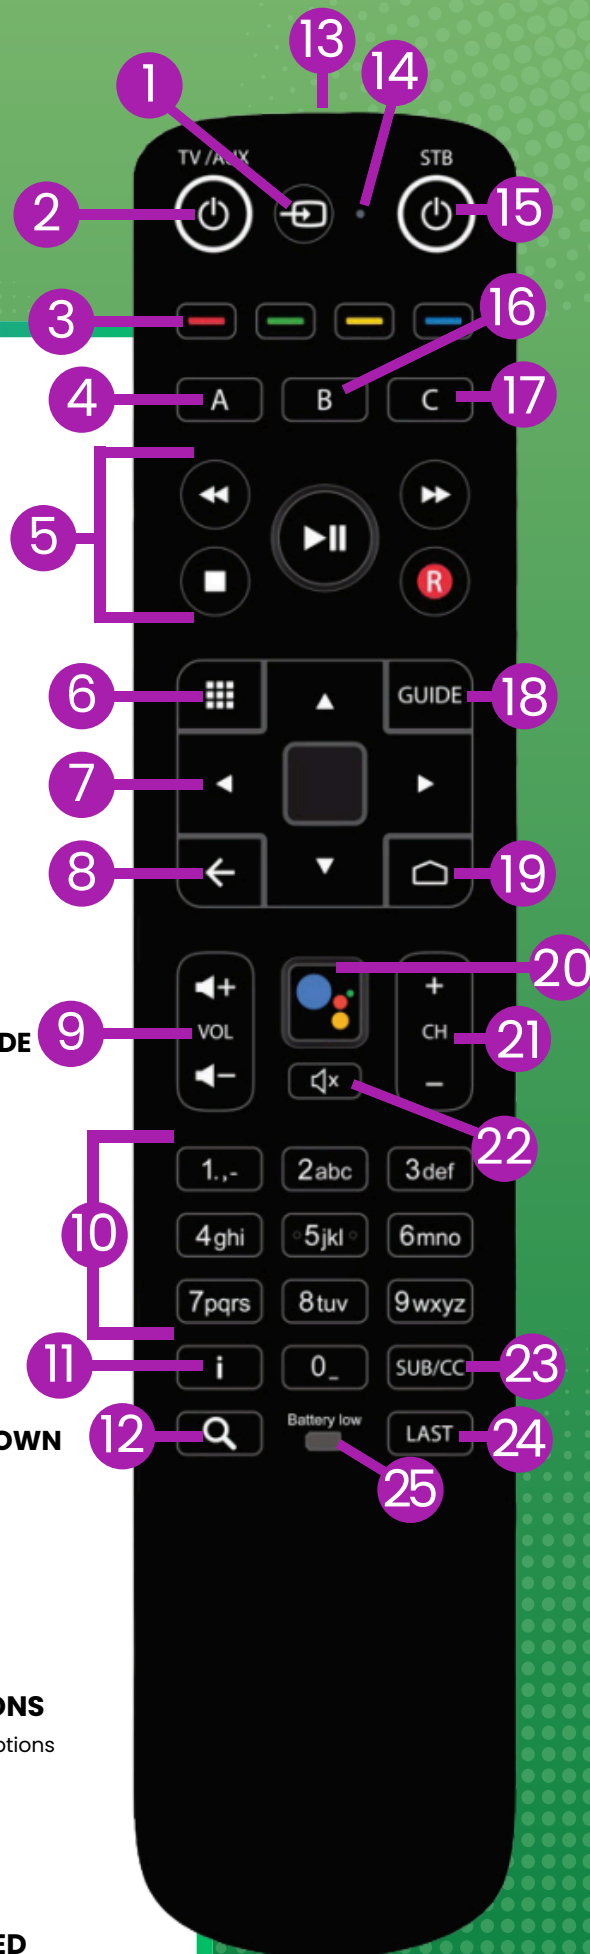 13
1
14
TV/AUX
STB
2
15
3
16
A
B
C
4
17
5
R
6
GUIDE
18
7
8
19
20
DE
9
VOL
CH
21
22
1.,-
2abc
3def
10
4ghi
5jkl
6mno
7pqrs
8tuv
9wxyz
11
i
0_
SUB/CC
23
OWN
12
Battery low
LAST
24
25
ONS
otions
ED